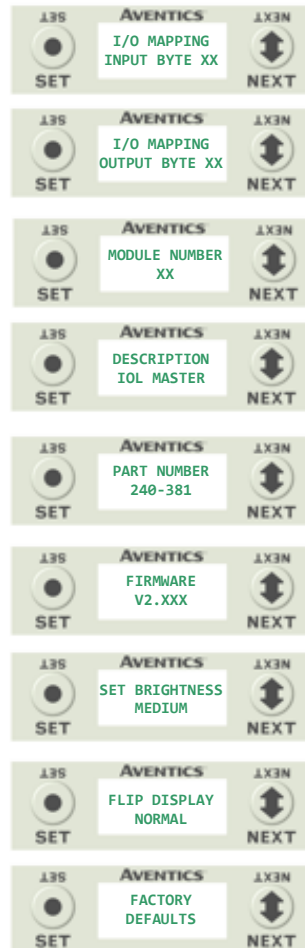 SET AVENTICS NEXT
I/O MAPPING
INPUT BYTE XX
SET NEXT
SET AVENTICS NEXT
I/O MAPPING
OUTPUT BYTE XX
SET NEXT
SET AVENTICS NEXT
MODULE NUMBER
XX
SET NEXT
SET AVENTICS NEXT
DESCRIPTION
IOL MASTER
SET NEXT
SET AVENTICS NEXT
PART NUMBER
240-381
SET NEXT
SET AVENTICS NEXT
FIRMWARE
V2.XXX
SET NEXT
SET AVENTICS NEXT
SET BRIGHTNESS
MEDIUM
SET NEXT
SET AVENTICS NEXT
FLIP DISPLAY
NORMAL
SET NEXT
SET AVENTICS NEXT
FACTORY
DEFAULTS
SET NEXT